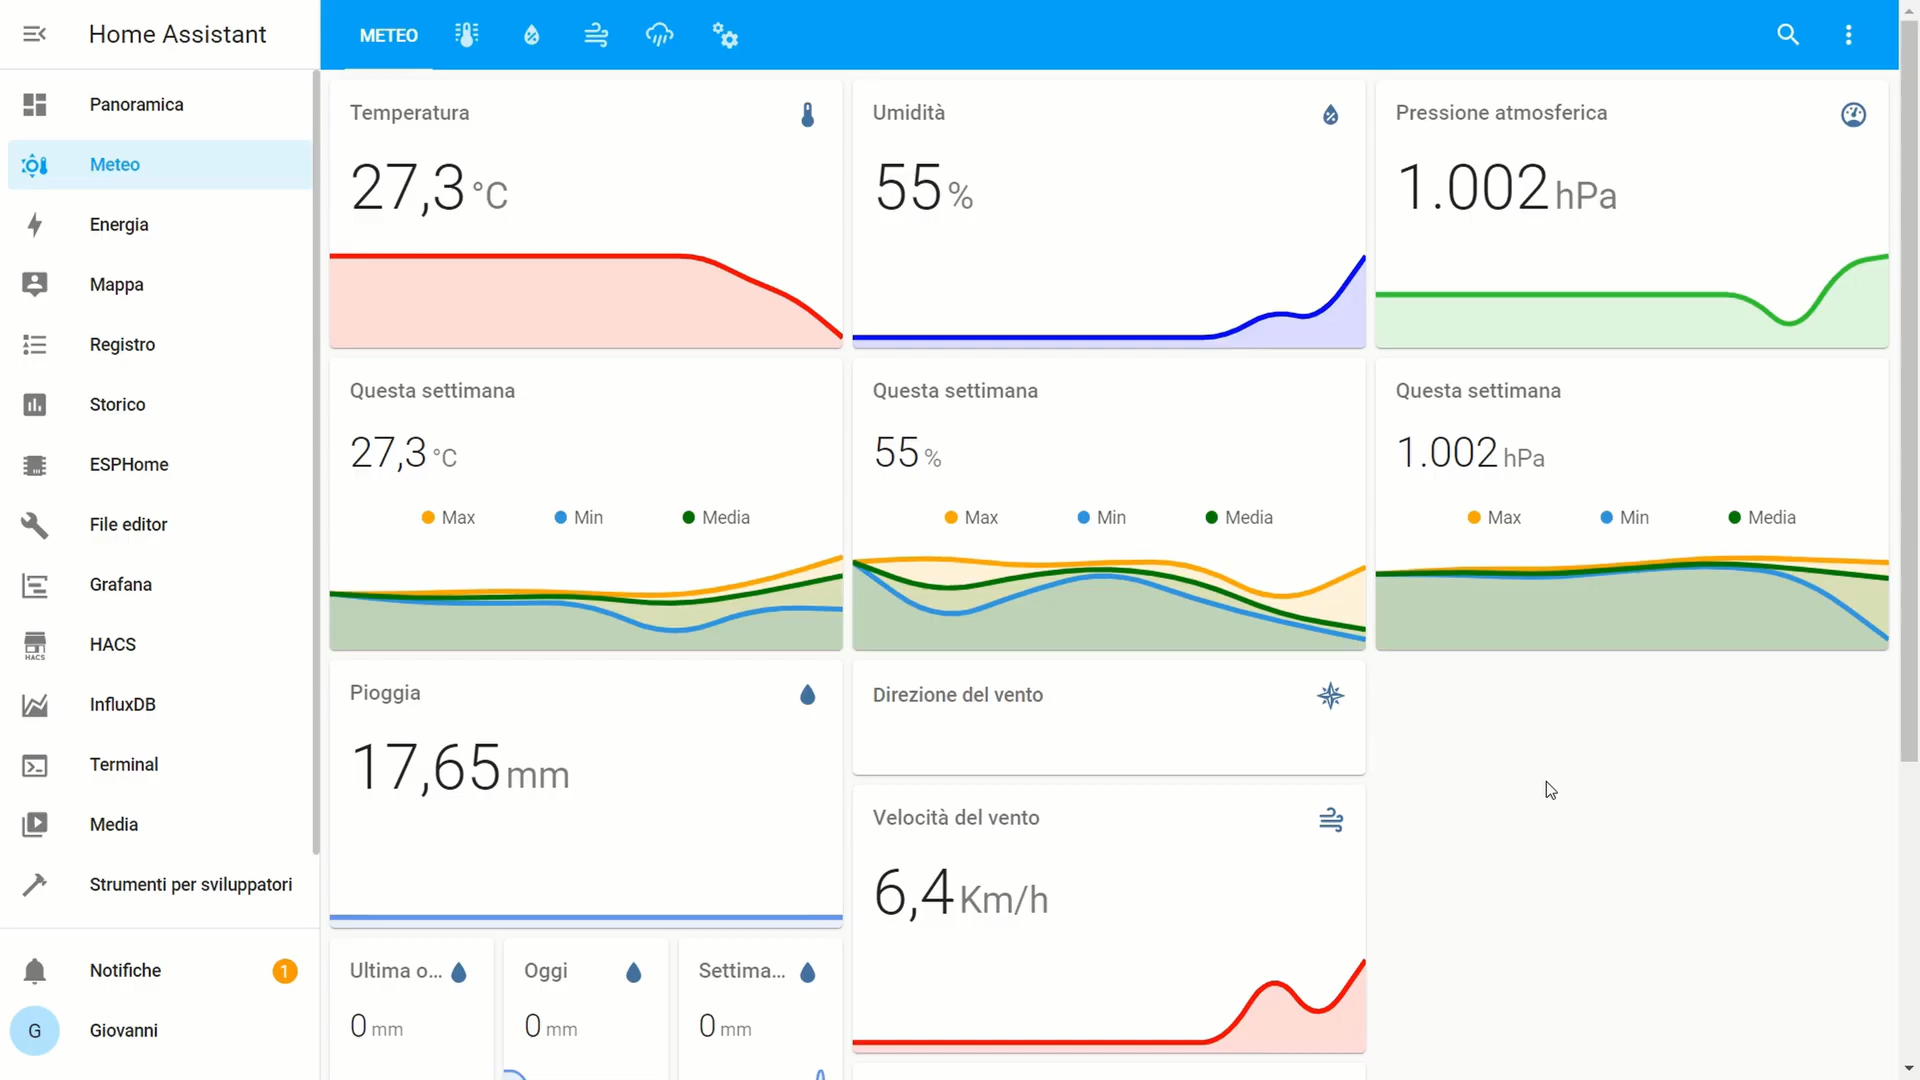 Home Assistant
METEO
Panoramica
Meteo
Energia
Mappa
Registro
Storico
ESPHome
File editor
Grafana
HACS
HACS
InfluxDB
Terminal
Media
Strumenti per sviluppatori
Notifiche
1
G
Giovanni
Temperatura
27,3 °C
Umidità
55 %
Pressione atmosferica
1.002 hPa
Questa settimana
27,3 °C
Max Min Media
Questa settimana
55 %
Max Min Media
Questa settimana
1.002 hPa
Max Min Media
Pioggia
17,65 mm
Direzione del vento
Velocità del vento
6,4 Km/h
Ultima o...
0 mm
Oggi
0 mm
Settima...
0 mm